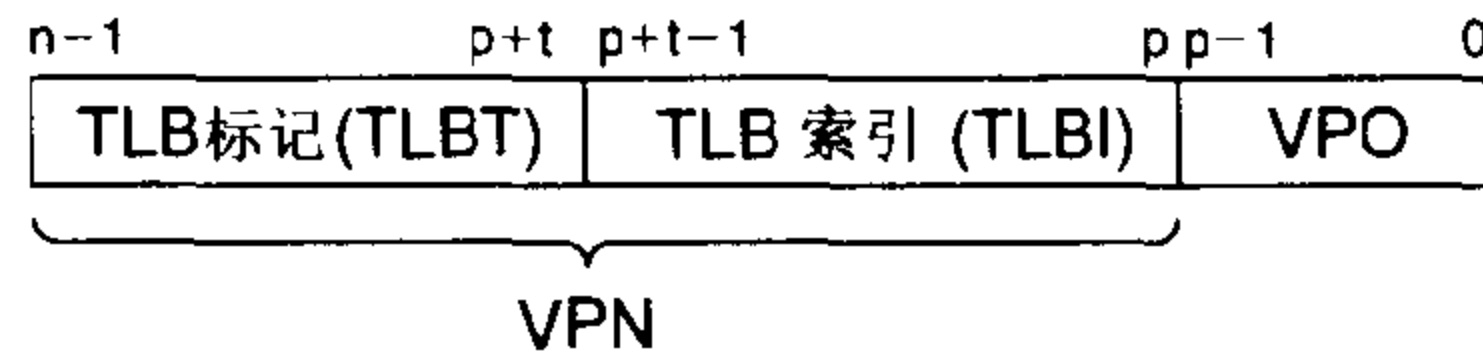 n-1 p+t p+t-1 p p-1 0
TLB标记(TLBT) TLB 索引 (TLBI) VPO
VPN